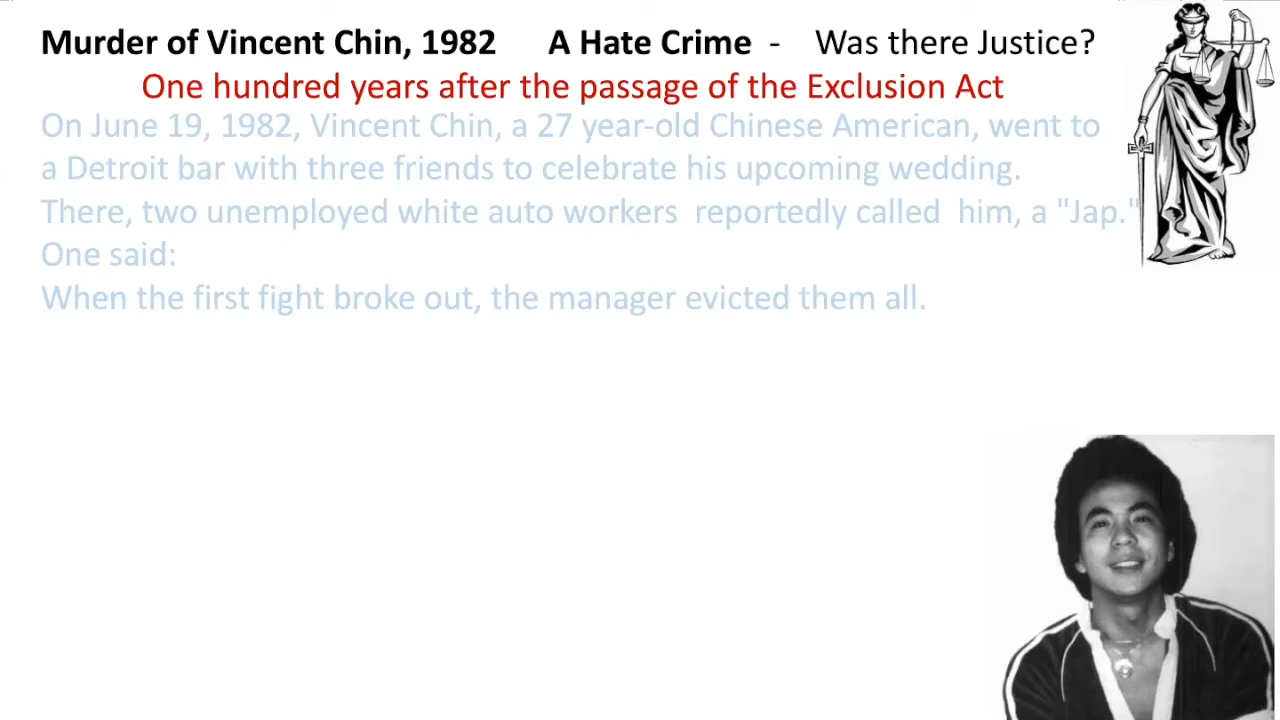 Murder of Vincent Chin, 1982 A Hate Crime - Was there Justice?
One hundred years after the passage of the Exclusion Act
On June 19, 1982, Vincent Chin, a 27 year-old Chinese American, went to
a Detroit bar with three friends to celebrate his upcoming wedding.
There, two unemployed white auto workers reportedly called him, a "Jap."
One said:
When the first fight broke out, the manager evicted them all.